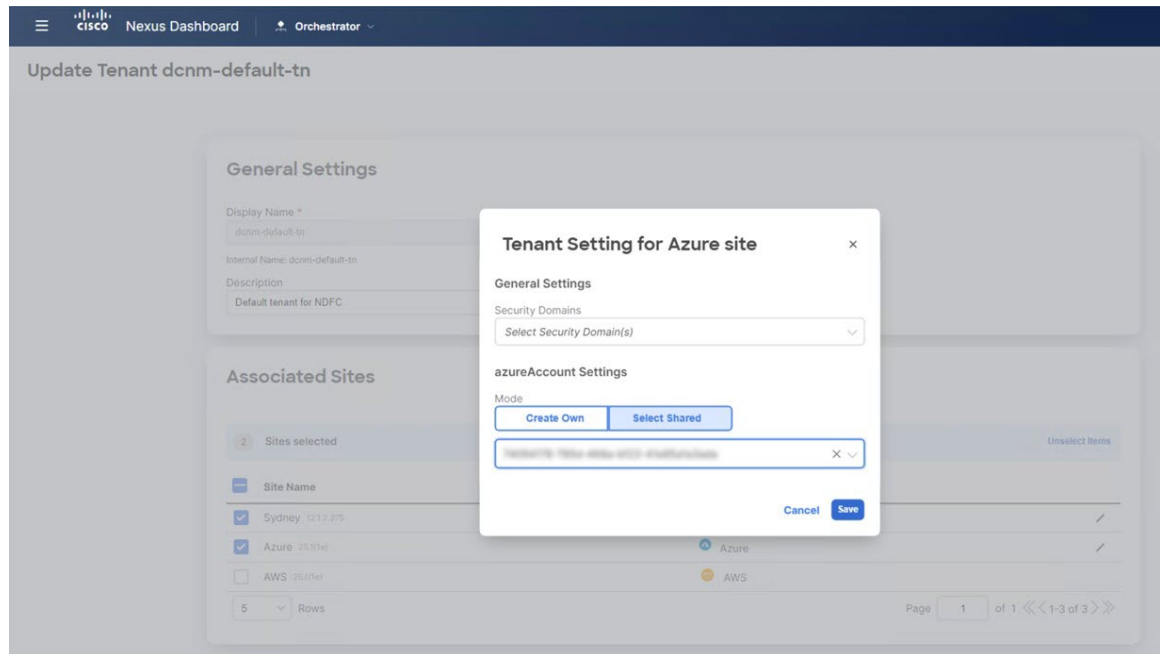 cisco Nexus Dashboard Orchestrator
Update Tenant dcnm-default-tn
General Settings
Display Name *
dcnm-default-tn
Internal Name: dcnm-default-tn
Description
Default tenant for NDFC
Associated Sites
2 Sites selected Unselect Items
Site Name
Sydney
Azure Azure
AWS AWS
5 Rows Page 1 of 1 1-3 of 3
Tenant Setting for Azure site
General Settings
Security Domains
Select Security Domain(s)
azureAccount Settings
Mode
Create Own Select Shared
Cancel Save